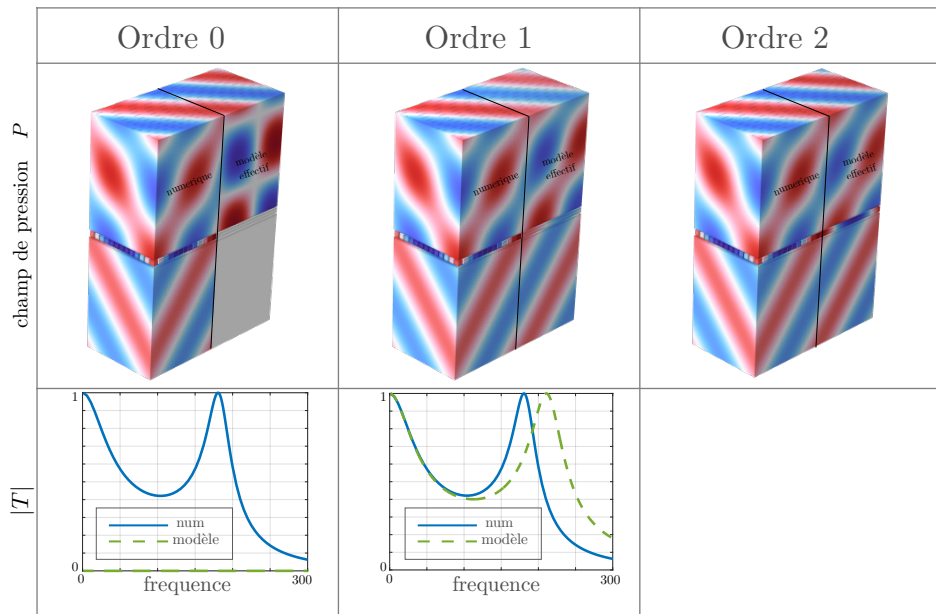 Ordre 0
Ordre 1
Ordre 2
champ de pression P
numerique
modèle
effectif
numerique
modèle
effectif
numerique
modèle
effectif
|T|
1
num
modèle
0
0
frequence
300
1
num
modèle
0
0
frequence
300